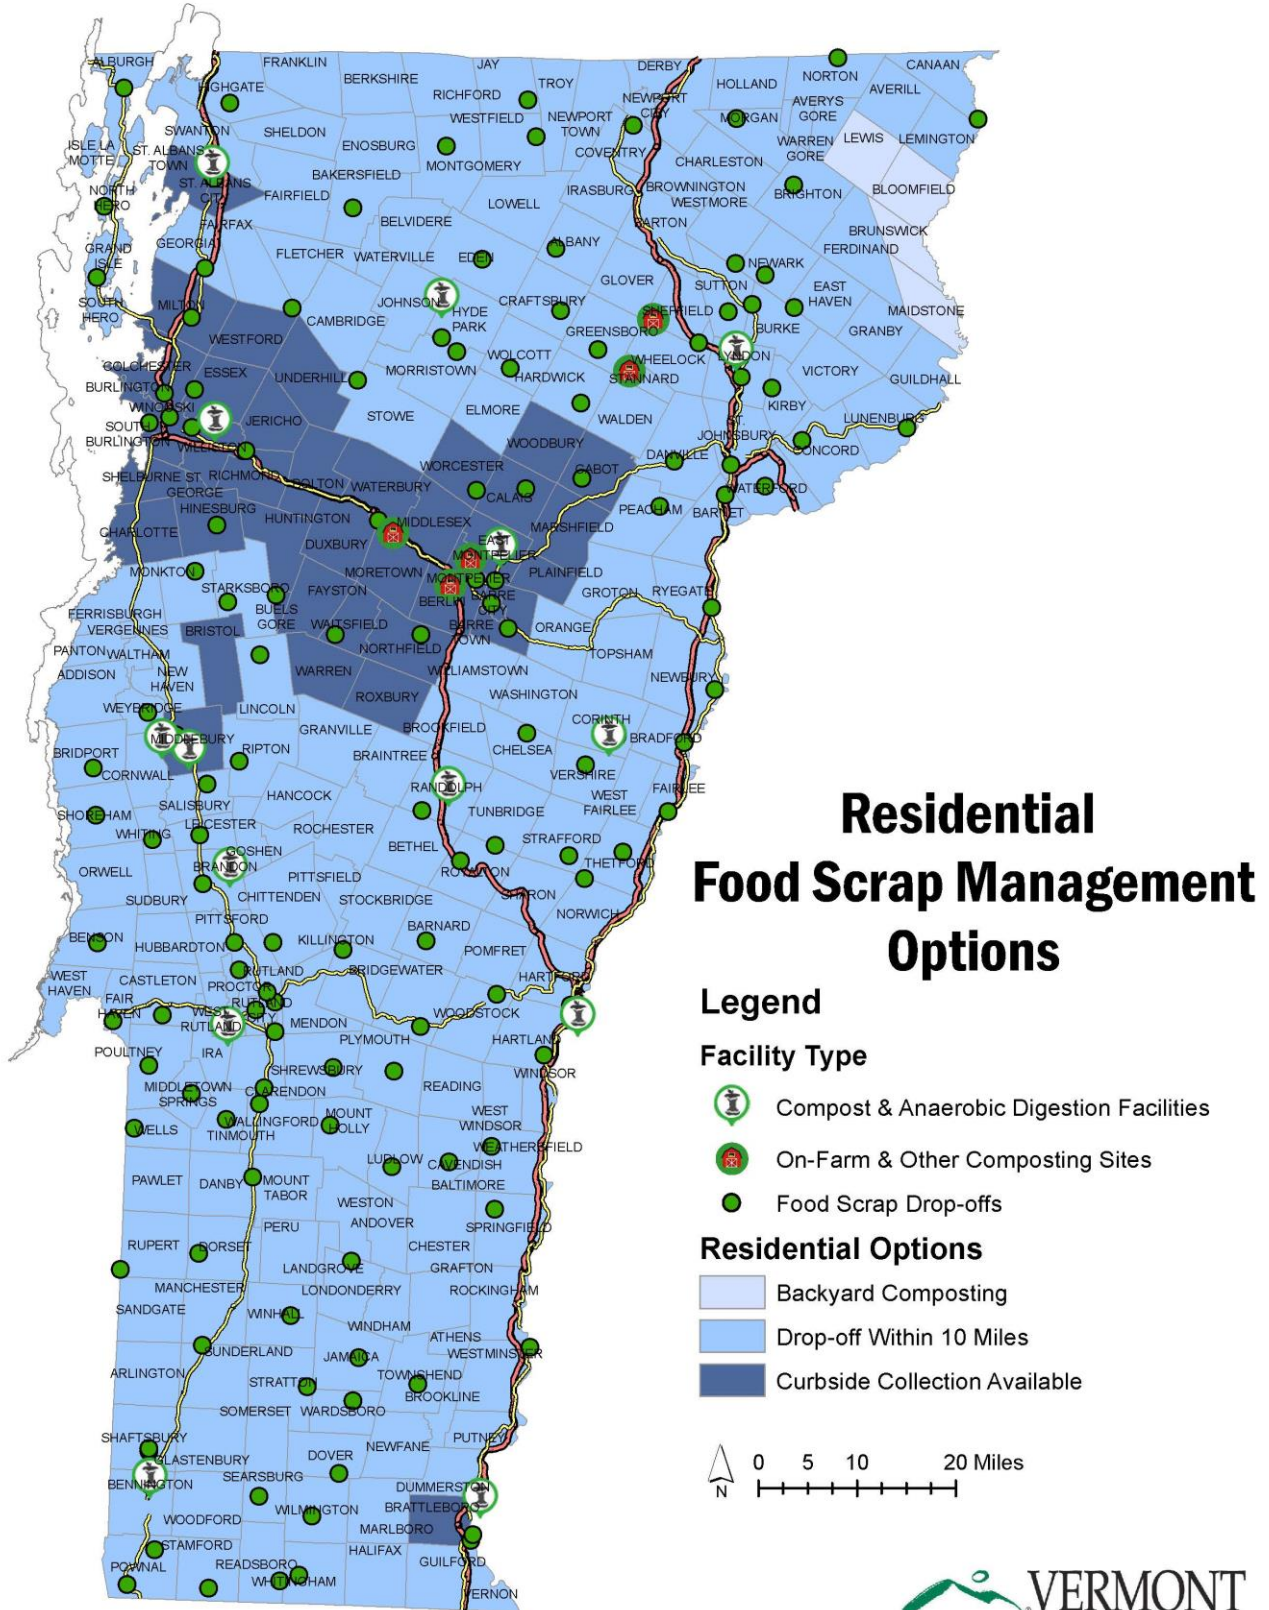 ALBURGH
FRANKLIN
JAY
DERBY
CANAAN
HIGHGATE
BERKSHIRE
RICHFORD
TROY
NEWPORT
CITY
HOLLAND
NORTON
AVERILL
SWANTON
SHELDON
WESTFIELD
NEWPORT
TOWN
MORGAN
AVERYS
GORE
ISLE LA
MOTTE
ST. ALBANS
TOWN
ENOSBURG
MONTGOMERY
COVENTRY
CHARLESTON
WARREN
GORE
LEWIS
LEMINGTON
NORTH
HERO
ST. ALBANS
CITY
FAIRFIELD
BAKERSFIELD
LOWELL
IRASBURG
BROWNINGTON
WESTMORE
BRIGHTON
BLOOMFIELD
FAIRFAX
BELVIDERE
BARTON
BRUNSWICK
FERDINAND
GRAND
ISLE
GEORGIA
FLETCHER
WATERVILLE
EDEN
ALBANY
GLOVER
NEWARK
SUTTON
EAST
HAVEN
MAIDSTONE
SOUTH
HERO
MILTON
CAMBRIDGE
JOHNSON
HYDE
PARK
CRAFTSBURY
GREENSBORO
SHEFFIELD
BURKE
GRANBY
WESTFORD
WOLCOTT
WHEELOCK
LYNDON
COLCHESTER
ESSEX
UNDERHILL
MORRISTOWN
HARDWICK
STANNARD
VICTORY
GUILDHALL
BURLINGTON
WINOOSKI
JERICHO
STOWE
ELMORE
WALDEN
KIRBY
LUNENBURG
SOUTH
BURLINGTON
WILLISTON
WOODBURY
ST.
JOHNSBURY
CONCORD
SHELBURNE
ST.
GEORGE
RICHMOND
BOLTON
WATERBURY
WORCESTER
CALAIS
CABOT
DANVILLE
WATERFORD
CHARLOTTE
HINESBURG
HUNTINGTON
DUXBURY
MIDDLESEX
EAST
MONTPELIER
MARSHFIELD
PEACHAM
BARNET
MONKTON
STARKSBORO
BUELS
GORE
FAYSTON
MORETOWN
MONTPELIER
BERLIN
BARRE
CITY
PLAINFIELD
GROTON
RYEGATE
FERRISBURGH
VERGENNES
BRISTOL
WAITSFIELD
NORTHFIELD
BARRE
TOWN
ORANGE
TOPSHAM
PANTON
WALTHAM
ADDISON
NEW
HAVEN
WARREN
WILLIAMSTOWN
NEWBURY
WEYBRIDGE
LINCOLN
ROXBURY
WASHINGTON
GRANVILLE
BROOKFIELD
CORINTH
BRADFORD
BRIDPORT
MIDDLEBURY
RIPTON
BRAINTREE
CHELSEA
CORNWALL
VERSHIRE
SHOREHAM
SALISBURY
HANCOCK
RANDOLPH
TUNBRIDGE
WEST
FAIRLEE
FAIRLEE
WHITING
LEICESTER
ROCHESTER
BETHEL
STRAFFORD
THETFORD
ORWELL
GOSHEN
BRANDON
PITTSFIELD
ROYALTON
SUDBURY
CHITTENDEN
STOCKBRIDGE
SHARON
NORWICH
PITTSFORD
BENSON
HUBBARDTON
KILLINGTON
BARNARD
POMFRET
WEST
HAVEN
CASTLETON
RUTLAND
PROCTOR
BRIDGEWATER
HARTFORD
FAIR
HAVEN
WEST
RUTLAND
RUTLAND
CITY
MENDON
WOODSTOCK
POULTNEY
IRA
PLYMOUTH
HARTLAND
SHREWSBURY
WINDSOR
MIDDLETOWN
SPRINGS
CLARENDON
READING
WELLS
WALLINGFORD
TINMOUTH
MOUNT
HOLLY
WEST
WINDSOR
WEATHERSFIELD
LUDLOW
CAVENDISH
PAWLET
DANBY
MOUNT
TABOR
BALTIMORE
WESTON
PERU
ANDOVER
SPRINGFIELD
RUPERT
DORSET
CHESTER
LANDGROVE
GRAFTON
MANCHESTER
LONDONDERRY
ROCKINGHAM
SANDGATE
WINHALL
WINDHAM
ATHENS
SUNDERLAND
JAMAICA
WESTMINSTER
ARLINGTON
STRATTON
TOWNSHEND
BROOKLINE
SOMERSET
WARDSBORO
SHAFTSBURY
NEWFANE
PUTNEY
GLASTENBURY
DOVER
BENNINGTON
SEARSBURG
DUMMERSTON
WOODFORD
WILMINGTON
BRATTLEBORO
MARLBORO
STAMFORD
HALIFAX
POWNAL
READSBORO
GUILFORD
WHITINGHAM
VERNON
Residential
Food Scrap Management
Options
Legend
Facility Type
Compost & Anaerobic Digestion Facilities
On-Farm & Other Composting Sites
Food Scrap Drop-offs
Residential Options
Backyard Composting
Drop-off Within 10 Miles
Curbside Collection Available
N
0 5 10 20 Miles
VERMONT